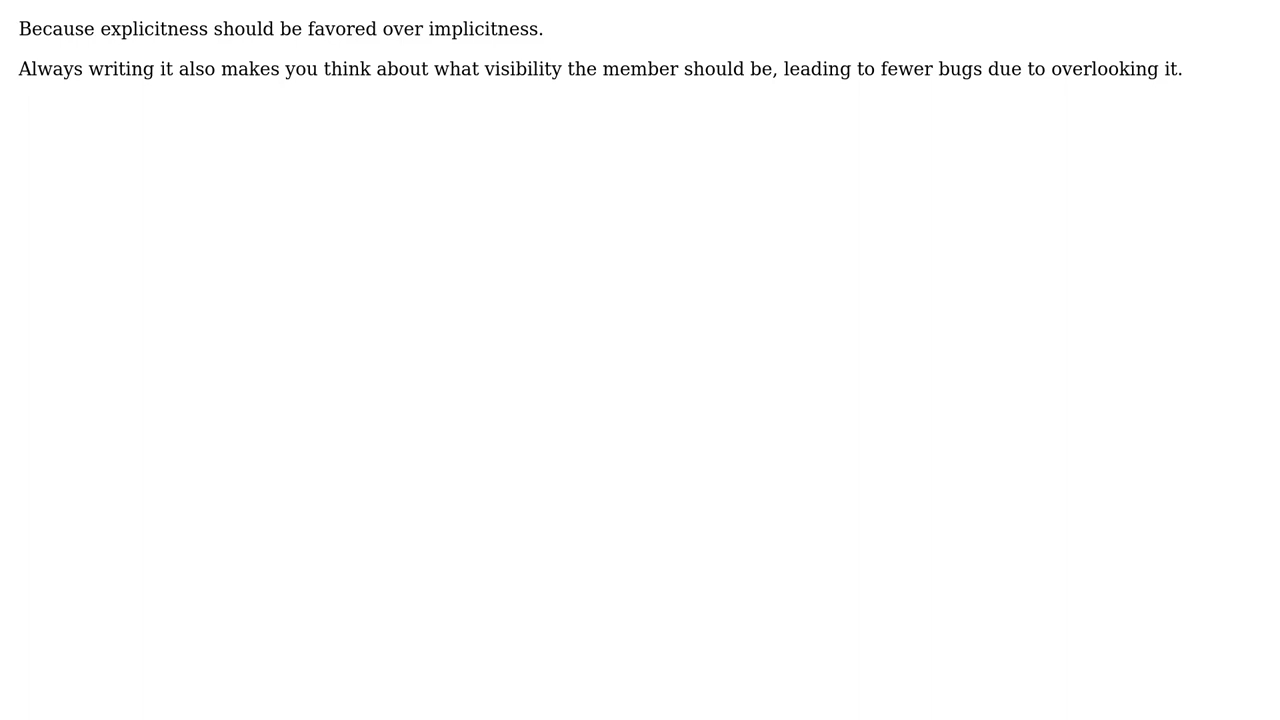 Because explicitness should be favored over implicitness.
Always writing it also makes you think about what visibility the member should be, leading to fewer bugs due to overlooking it.